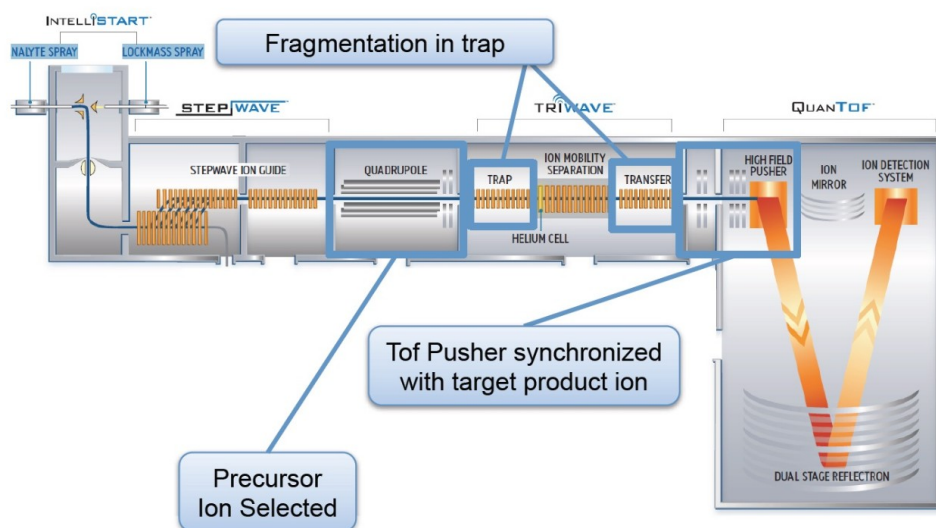 INTELLISTART
NALYTE SPRAY
LOCKMASS SPRAY
Fragmentation in trap
STEPWAVE
TRIWAVE
QUANTOF
STEPWAVE ION GUIDE
QUADRUPOLE
TRAP
ION MOBILITY
SEPARATION
TRANSFER
HELIUM CELL
HIGH FIELD
PUSHER
ION
MIRROR
ION DETECTION
SYSTEM
Tof Pusher synchronized
with target product ion
Precursor
Ion Selected
DUAL STAGE REFLECTRON